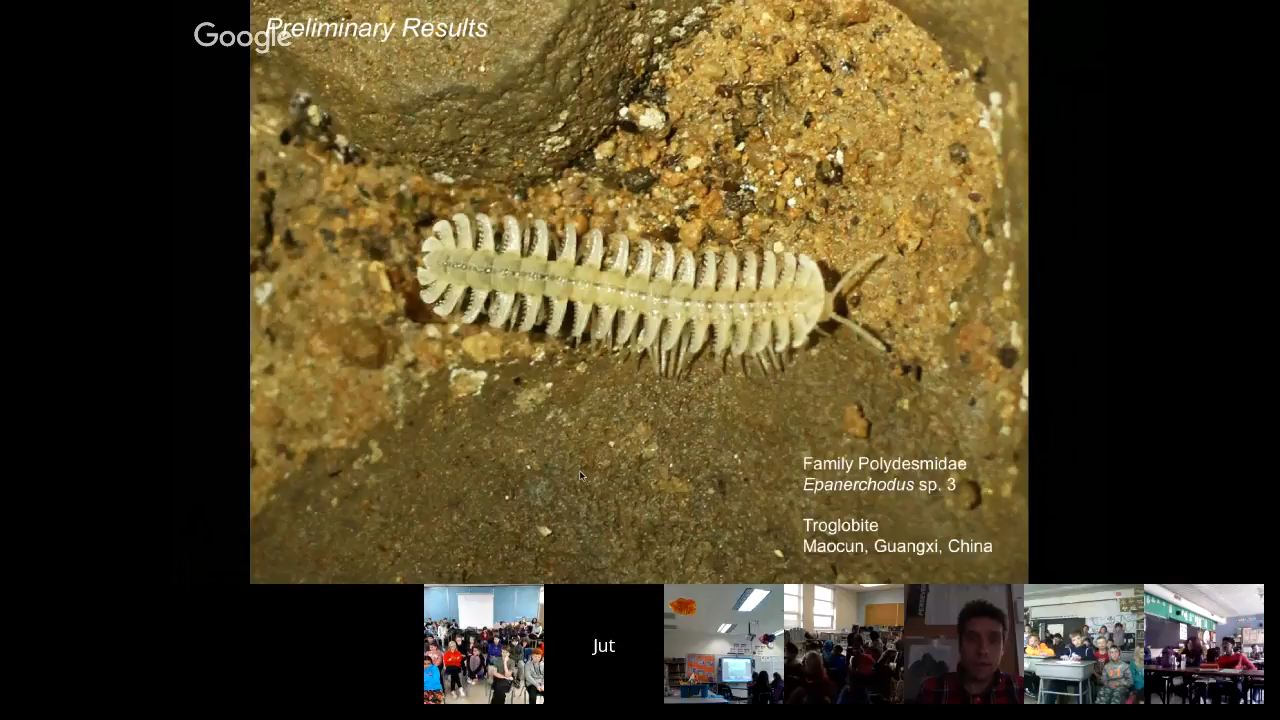 Google
Preliminary Results
Family Polydesmidae
Epanerchodus sp. 3
Troglobite
Maocun, Guangxi, China
Jut